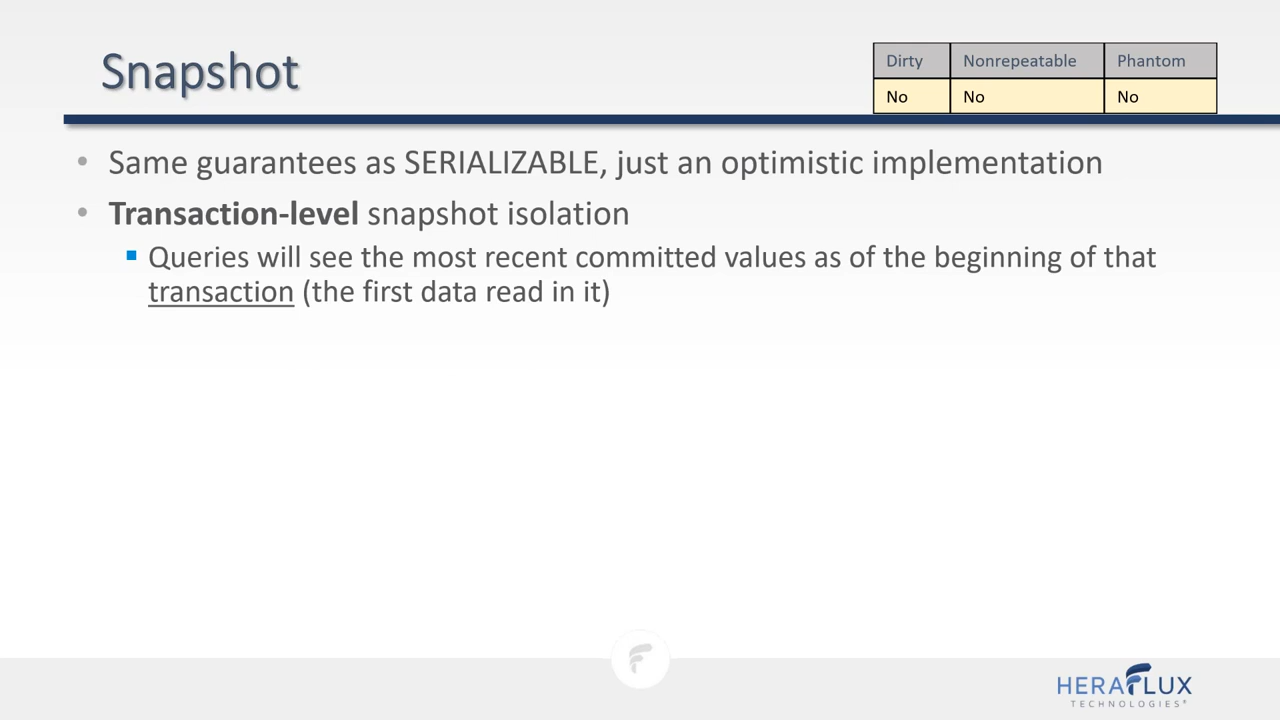 Snapshot
Dirty Nonrepeatable Phantom
No No No
• Same guarantees as SERIALIZABLE, just an optimistic implementation
• Transaction-level snapshot isolation
▪ Queries will see the most recent committed values as of the beginning of that
transaction (the first data read in it)
HERAFLUX
TECHNOLOGIES®